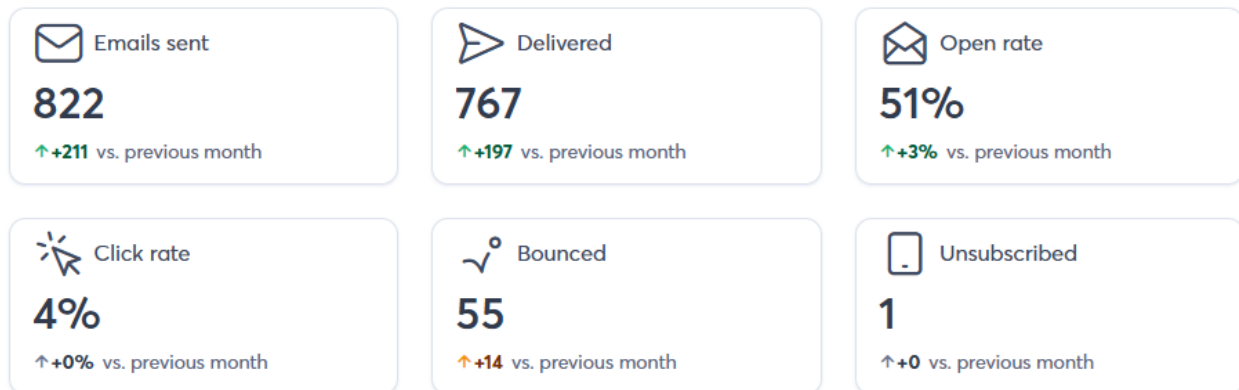 Emails sent
822
↑+211 vs. previous month
Delivered
767
↑+197 vs. previous month
Open rate
51%
↑+3% vs. previous month
Click rate
4%
↑+0% vs. previous month
Bounced
55
↑+14 vs. previous month
Unsubscribed
1
↑+0 vs. previous month